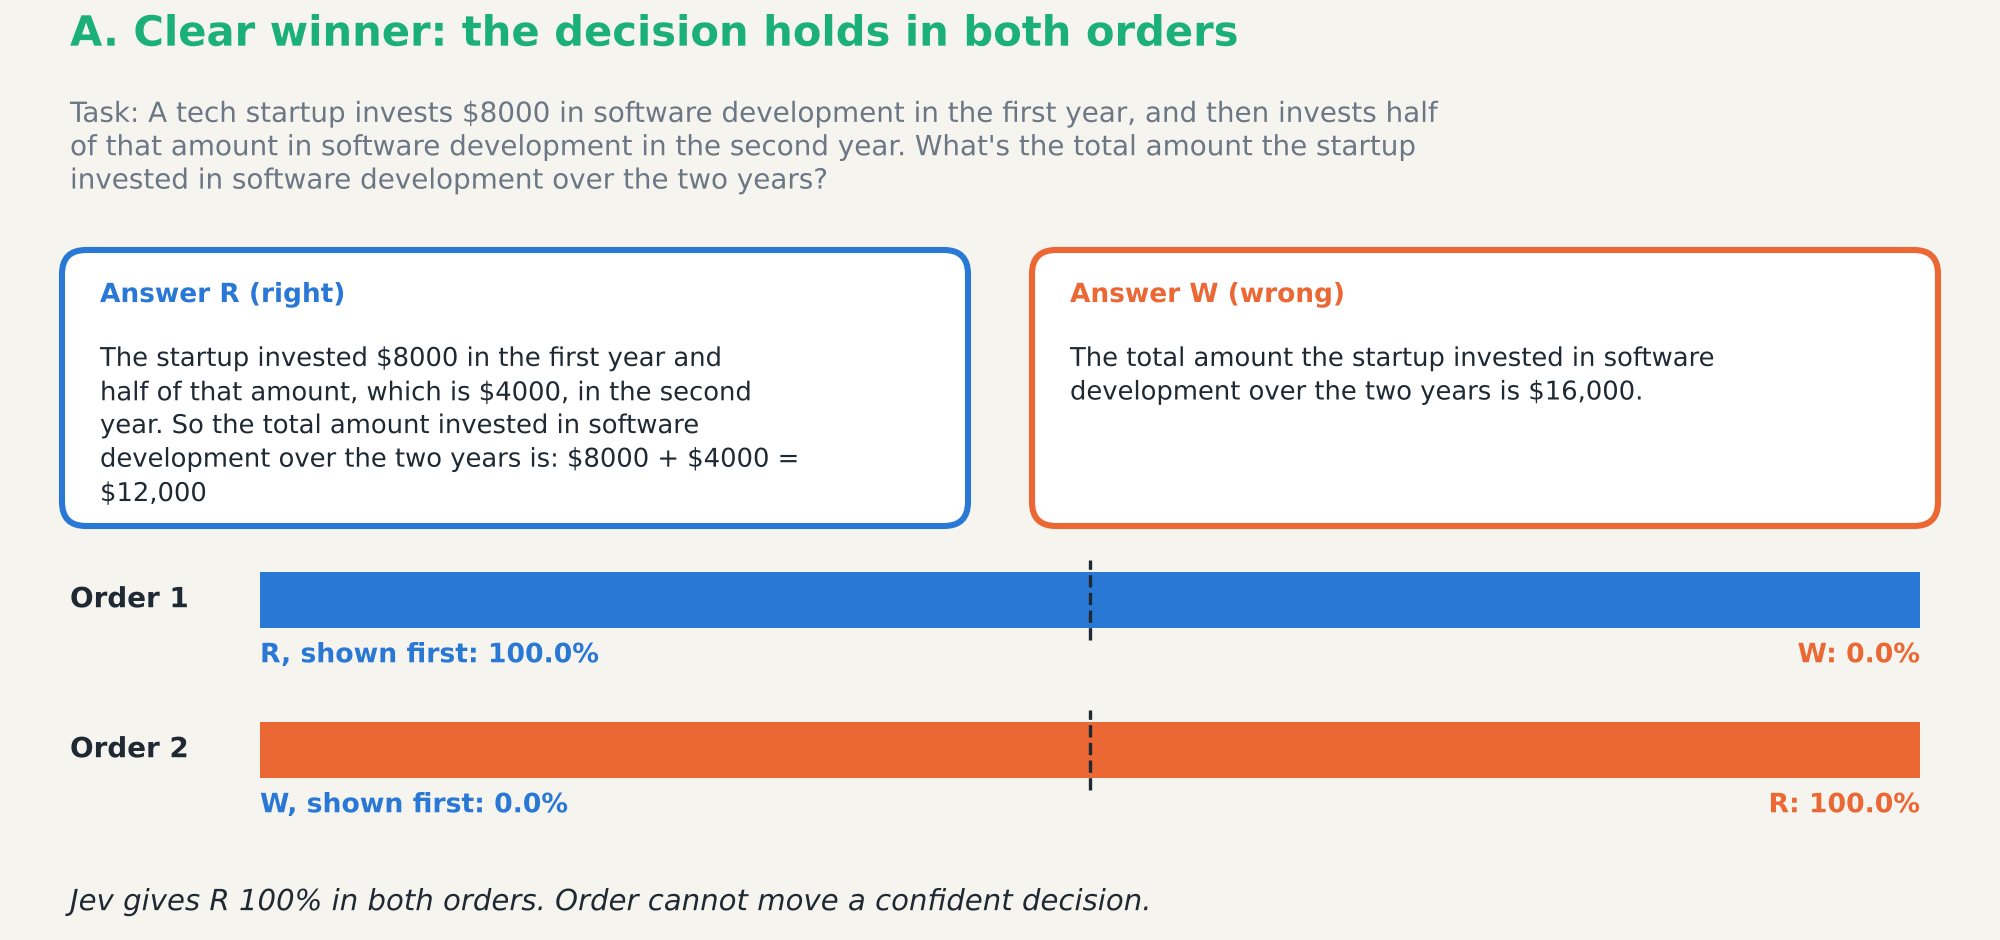 A. Clear winner: the decision holds in both orders
Task: A tech startup invests $8000 in software development in the first year, and then invests half
of that amount in software development in the second year. What's the total amount the startup
invested in software development over the two years?
Answer R (right)
The startup invested $8000 in the first year and
half of that amount, which is $4000, in the second
year. So the total amount invested in software
development over the two years is: $8000 + $4000 =
$12,000
Answer W (wrong)
The total amount the startup invested in software
development over the two years is $16,000.
Order 1
R, shown first: 100.0%
W: 0.0%
Order 2
W, shown first: 0.0%
R: 100.0%
Jev gives R 100% in both orders. Order cannot move a confident decision.